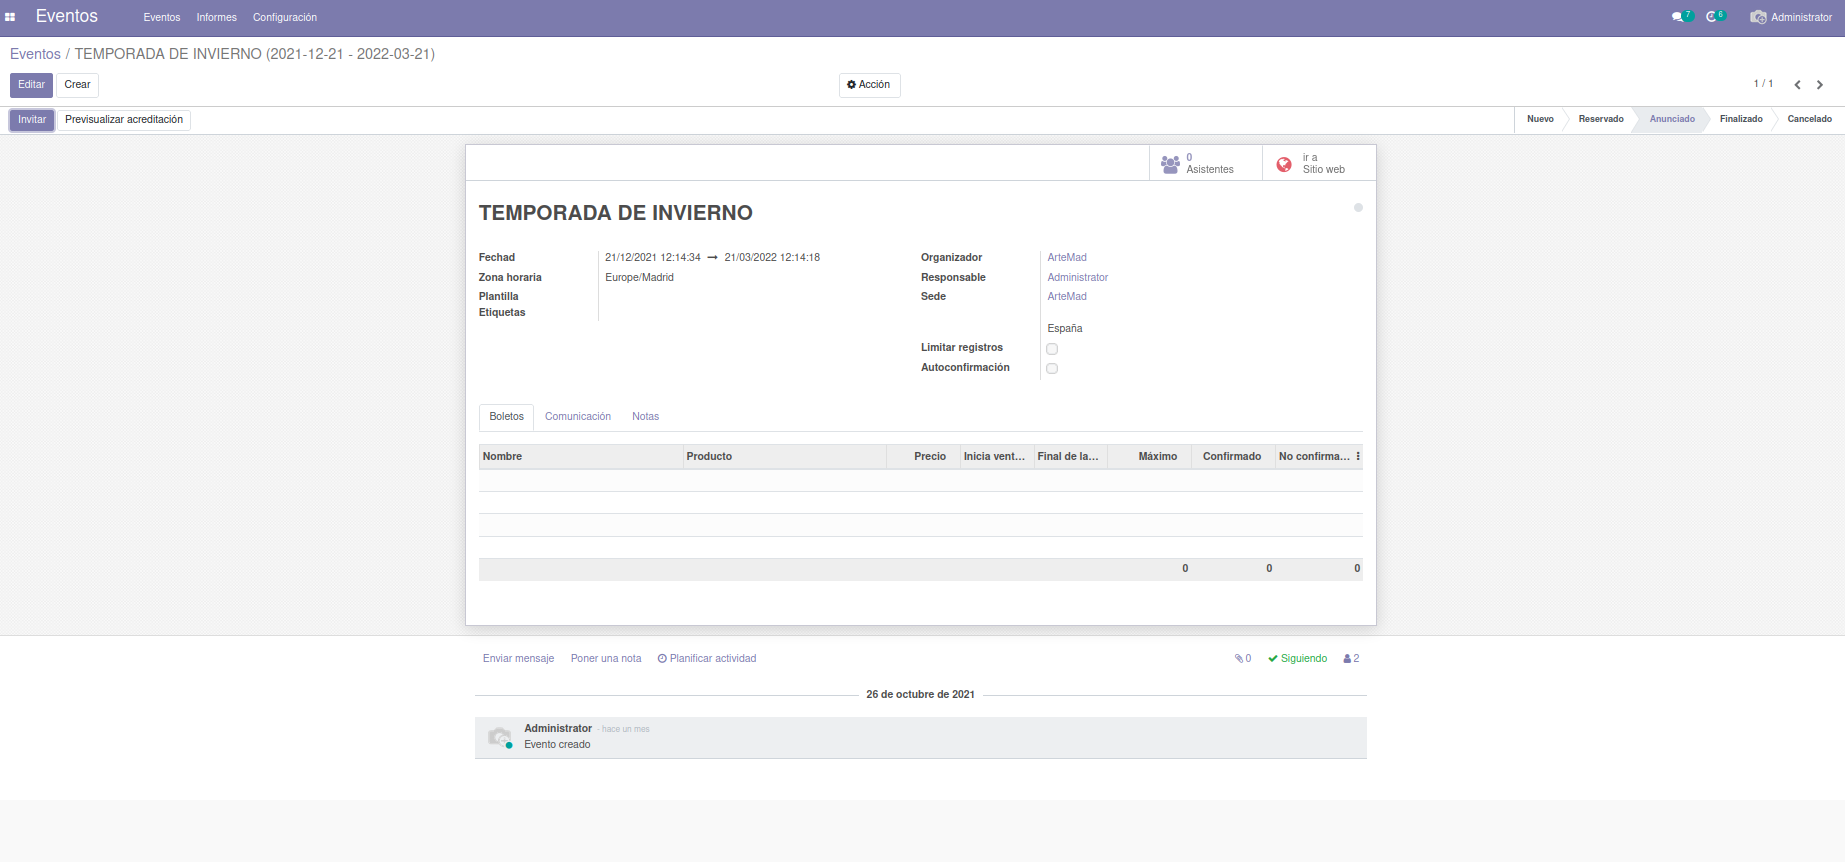 Eventos Eventos Informes Configuración 7 6 Administrator
Eventos / TEMPORADA DE INVIERNO (2021-12-21 - 2022-03-21)
Editar Crear Acción 1 / 1
Invitar Previsualizar acreditación Nuevo Reservado Anunciado Finalizado Cancelado
0 Asistentes
ir a Sitio web
TEMPORADA DE INVIERNO
Fechad 21/12/2021 12:14:34 → 21/03/2022 12:14:18
Zona horaria Europe/Madrid
Plantilla
Etiquetas
Organizador ArteMad
Responsable Administrator
Sede ArteMad
España
Limitar registros
Autoconfirmación
Boletos Comunicación Notas
Nombre Producto Precio Inicia vent... Final de la... Máximo Confirmado No confirma...
0 0 0
Enviar mensaje Poner una nota Planificar actividad 0 Siguiendo 2
26 de octubre de 2021
Administrator - hace un mes
Evento creado